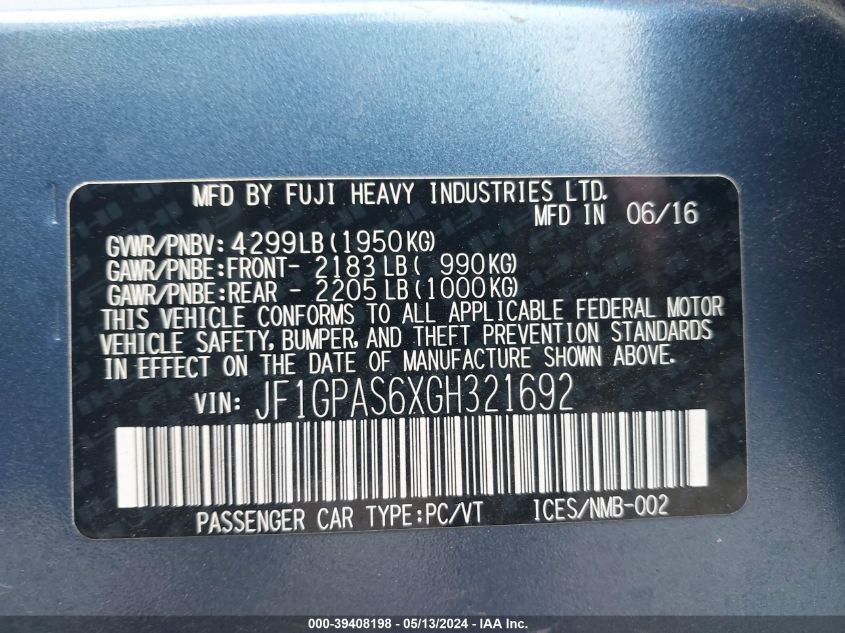 MFD BY FUJI HEAVY INDUSTRIES LTD.
MFD IN 06/16
GVWR/PNBV: 4299LB (1950KG)
GAWR/PNBE:FRONT- 2183LB ( 990KG)
GAWR/PNBE:REAR - 2205LB (1000KG)
THIS VEHICLE CONFORMS TO ALL APPLICABLE FEDERAL MOTOR
VEHICLE SAFETY, BUMPER, AND THEFT PREVENTION STANDARDS
IN EFFECT ON THE DATE OF MANUFACTURE SHOWN ABOVE.
VIN: JF1GPAS6XGH321692
PASSENGER CAR TYPE:PC/VT ICES/NMB-002
000-39408198 - 05/13/2024 - IAA Inc.